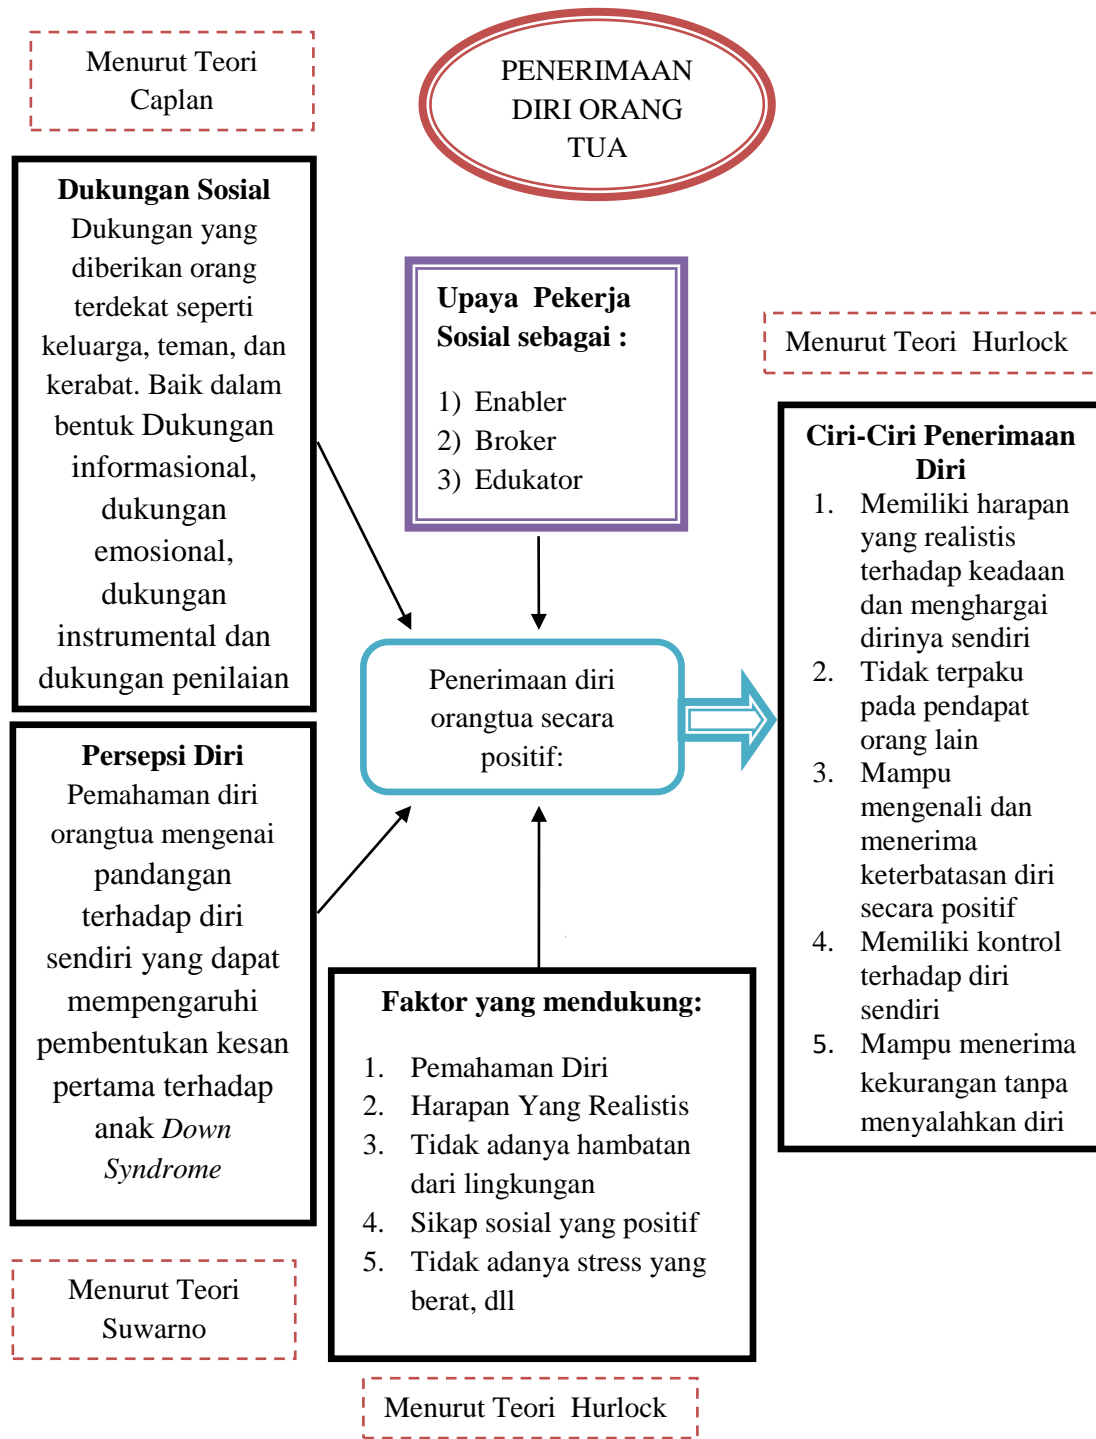 Menurut Teori
Caplan
PENERIMAAN
DIRI ORANG
TUA
Dukungan Sosial
Dukungan yang
diberikan orang
terdekat seperti
keluarga, teman, dan
kerabat. Baik dalam
bentuk Dukungan
informasional,
dukungan
emosional,
dukungan
instrumental dan
dukungan penilaian
Upaya Pekerja
Sosial sebagai :
1) Enabler
2) Broker
3) Edukator
Menurut Teori Hurlock
Ciri-Ciri Penerimaan
Diri
1. Memiliki harapan
yang realistis
terhadap keadaan
dan menghargai
dirinya sendiri
2. Tidak terpaku
pada pendapat
orang lain
3. Mampu
mengenali dan
menerima
keterbatasan diri
secara positif
4. Memiliki kontrol
terhadap diri
sendiri
5. Mampu menerima
kekurangan tanpa
menyalahkan diri
Penerimaan diri
orangtua secara
positif:
Persepsi Diri
Pemahaman diri
orangtua mengenai
pandangan
terhadap diri
sendiri yang dapat
mempengaruhi
pembentukan kesan
pertama terhadap
anak Down
Syndrome
Faktor yang mendukung:
1. Pemahaman Diri
2. Harapan Yang Realistis
3. Tidak adanya hambatan
dari lingkungan
4. Sikap sosial yang positif
5. Tidak adanya stress yang
berat, dll
Menurut Teori
Suwarno
Menurut Teori Hurlock